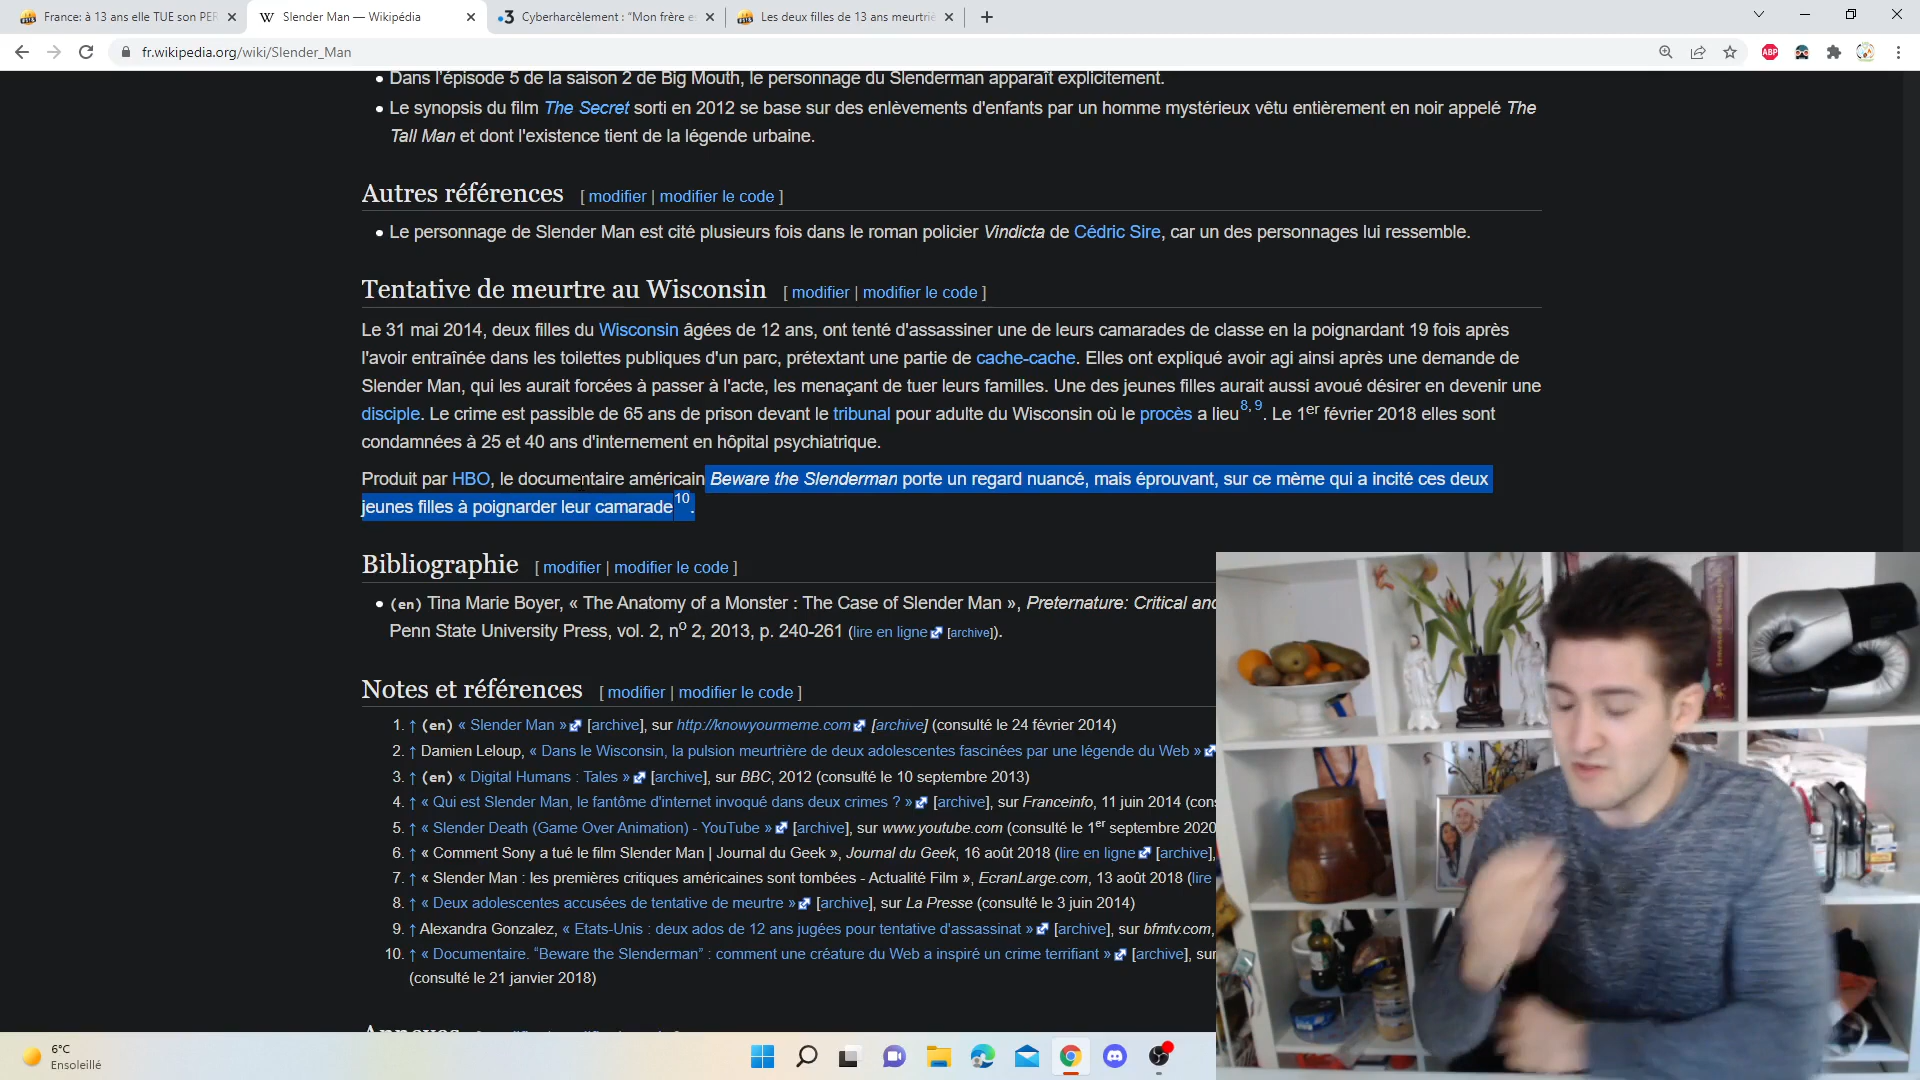 France: à 13 ans elle TUE son PER
Slender Man — Wikipédia
Cyberharcèlement : "Mon frère e
Les deux filles de 13 ans meurtriè
fr.wikipedia.org/wiki/Slender_Man
ABP
• Dans l'épisode 5 de la saison 2 de Big Mouth, le personnage du Slenderman apparaît explicitement.
• Le synopsis du film The Secret sorti en 2012 se base sur des enlèvements d'enfants par un homme mystérieux vêtu entièrement en noir appelé The
Tall Man et dont l'existence tient de la légende urbaine.
Autres références [ modifier | modifier le code ]
• Le personnage de Slender Man est cité plusieurs fois dans le roman policier Vindicta de Cédric Sire, car un des personnages lui ressemble.
Tentative de meurtre au Wisconsin [ modifier | modifier le code ]
Le 31 mai 2014, deux filles du Wisconsin âgées de 12 ans, ont tenté d'assassiner une de leurs camarades de classe en la poignardant 19 fois après
l'avoir entraînée dans les toilettes publiques d'un parc, prétextant une partie de cache-cache. Elles ont expliqué avoir agi ainsi après une demande de
Slender Man, qui les aurait forcées à passer à l'acte, les menaçant de tuer leurs familles. Une des jeunes filles aurait aussi avoué désirer en devenir une
disciple. Le crime est passible de 65 ans de prison devant le tribunal pour adulte du Wisconsin où le procès a lieu8, 9. Le 1er février 2018 elles sont
condamnées à 25 et 40 ans d'internement en hôpital psychiatrique.
Produit par HBO, le documentaire américain Beware the Slenderman porte un regard nuancé, mais éprouvant, sur ce mème qui a incité ces deux
jeunes filles à poignarder leur camarade10.
Bibliographie [ modifier | modifier le code ]
• (en) Tina Marie Boyer, « The Anatomy of a Monster : The Case of Slender Man », Preternature: Critical and
Penn State University Press, vol. 2, no 2, 2013, p. 240-261 (lire en ligne [archive]).
Notes et références [ modifier | modifier le code ]
1. ↑ (en) « Slender Man » [archive], sur http://knowyourmeme.com [archive] (consulté le 24 février 2014)
2. ↑ Damien Leloup, « Dans le Wisconsin, la pulsion meurtrière de deux adolescentes fascinées par une légende du Web »
3. ↑ (en) « Digital Humans : Tales » [archive], sur BBC, 2012 (consulté le 10 septembre 2013)
4. ↑ « Qui est Slender Man, le fantôme d'internet invoqué dans deux crimes ? » [archive], sur Franceinfo, 11 juin 2014 (cons
5. ↑ « Slender Death (Game Over Animation) - YouTube » [archive], sur www.youtube.com (consulté le 1er septembre 2020
6. ↑ « Comment Sony a tué le film Slender Man | Journal du Geek », Journal du Geek, 16 août 2018 (lire en ligne [archive],
7. ↑ « Slender Man : les premières critiques américaines sont tombées - Actualité Film », EcranLarge.com, 13 août 2018 (lire
8. ↑ « Deux adolescentes accusées de tentative de meurtre » [archive], sur La Presse (consulté le 3 juin 2014)
9. ↑ Alexandra Gonzalez, « Etats-Unis : deux ados de 12 ans jugées pour tentative d'assassinat » [archive], sur bfmtv.com,
10. ↑ « Documentaire. "Beware the Slenderman" : comment une créature du Web a inspiré un crime terrifiant » [archive], sur
(consulté le 21 janvier 2018)
6°C
Ensoleillé